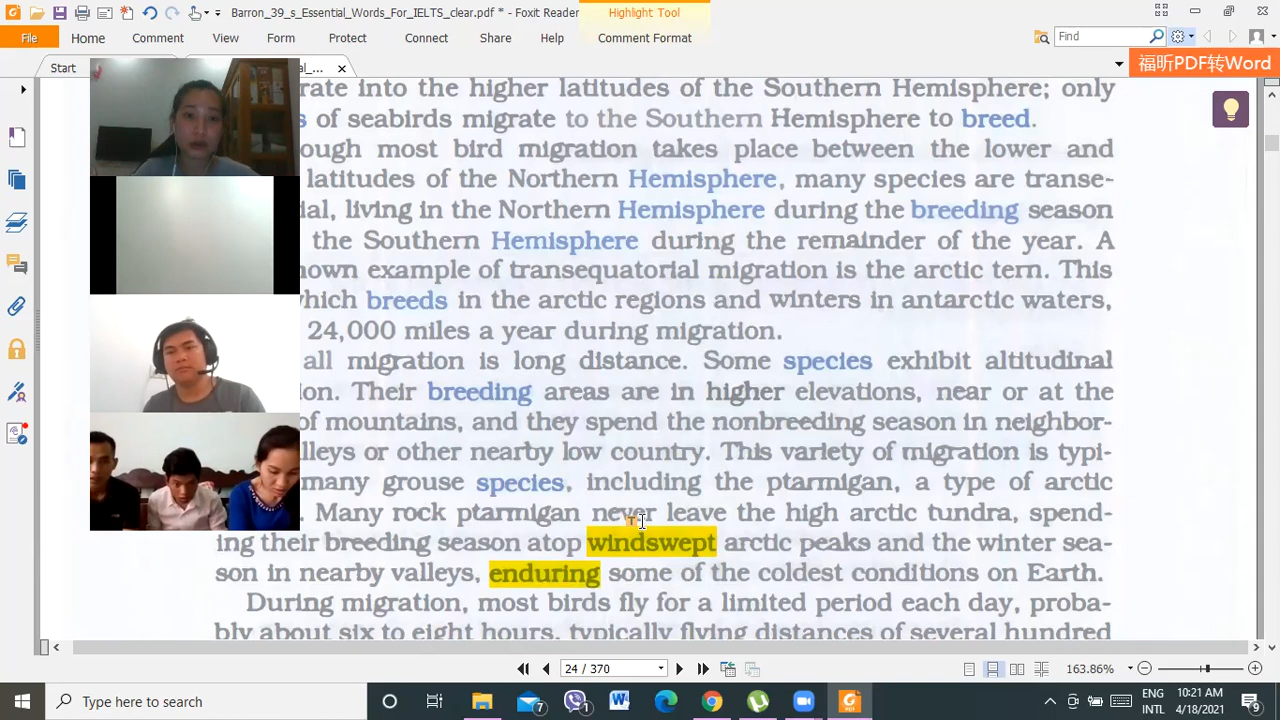 Barron_39_s_Essential_Words_For_IELTS_clear.pdf * - Foxit Reader
Highlight Tool
File Home Comment View Form Protect Connect Share Help Comment Format
Find
Start
al_...
福昕PDF转Word
rate into the higher latitudes of the Southern Hemisphere; only
s of seabirds migrate to the Southern Hemisphere to breed.
ough most bird migration takes place between the lower and
latitudes of the Northern Hemisphere, many species are transe-
ial, living in the Northern Hemisphere during the breeding season
the Southern Hemisphere during the remainder of the year. A
nown example of transequatorial migration is the arctic tern. This
hich breeds in the arctic regions and winters in antarctic waters,
24,000 miles a year during migration.
all migration is long distance. Some species exhibit altitudinal
on. Their breeding areas are in higher elevations, near or at the
of mountains, and they spend the nonbreeding season in neighbor-
lleys or other nearby low country. This variety of migration is typi-
many grouse species, including the ptarmigan, a type of arctic
Many rock ptarmigan never leave the high arctic tundra, spend-
ing their breeding season atop windswept arctic peaks and the winter sea-
son in nearby valleys, enduring some of the coldest conditions on Earth.
During migration, most birds fly for a limited period each day, proba-
bly about six to eight hours, typically flying distances of several hundred
24 / 370
163.86%
Type here to search
7
1
ENG
INTL
10:21 AM
4/18/2021
9